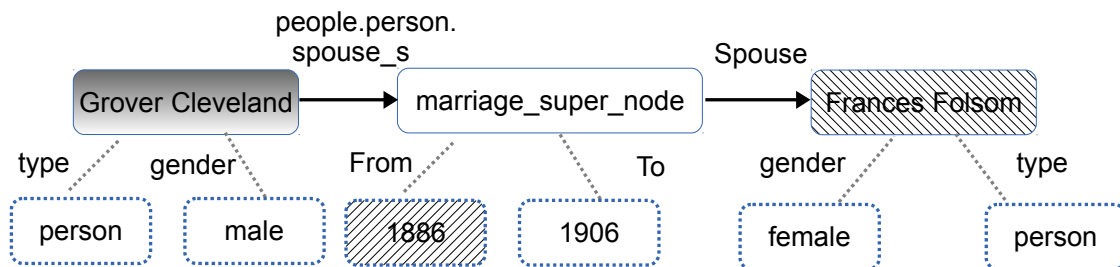 people.person.
spouse_s
Spouse
Grover Cleveland
marriage_super_node
Frances Folsom
type
gender
From
To
gender
type
person
male
1886
1906
female
person